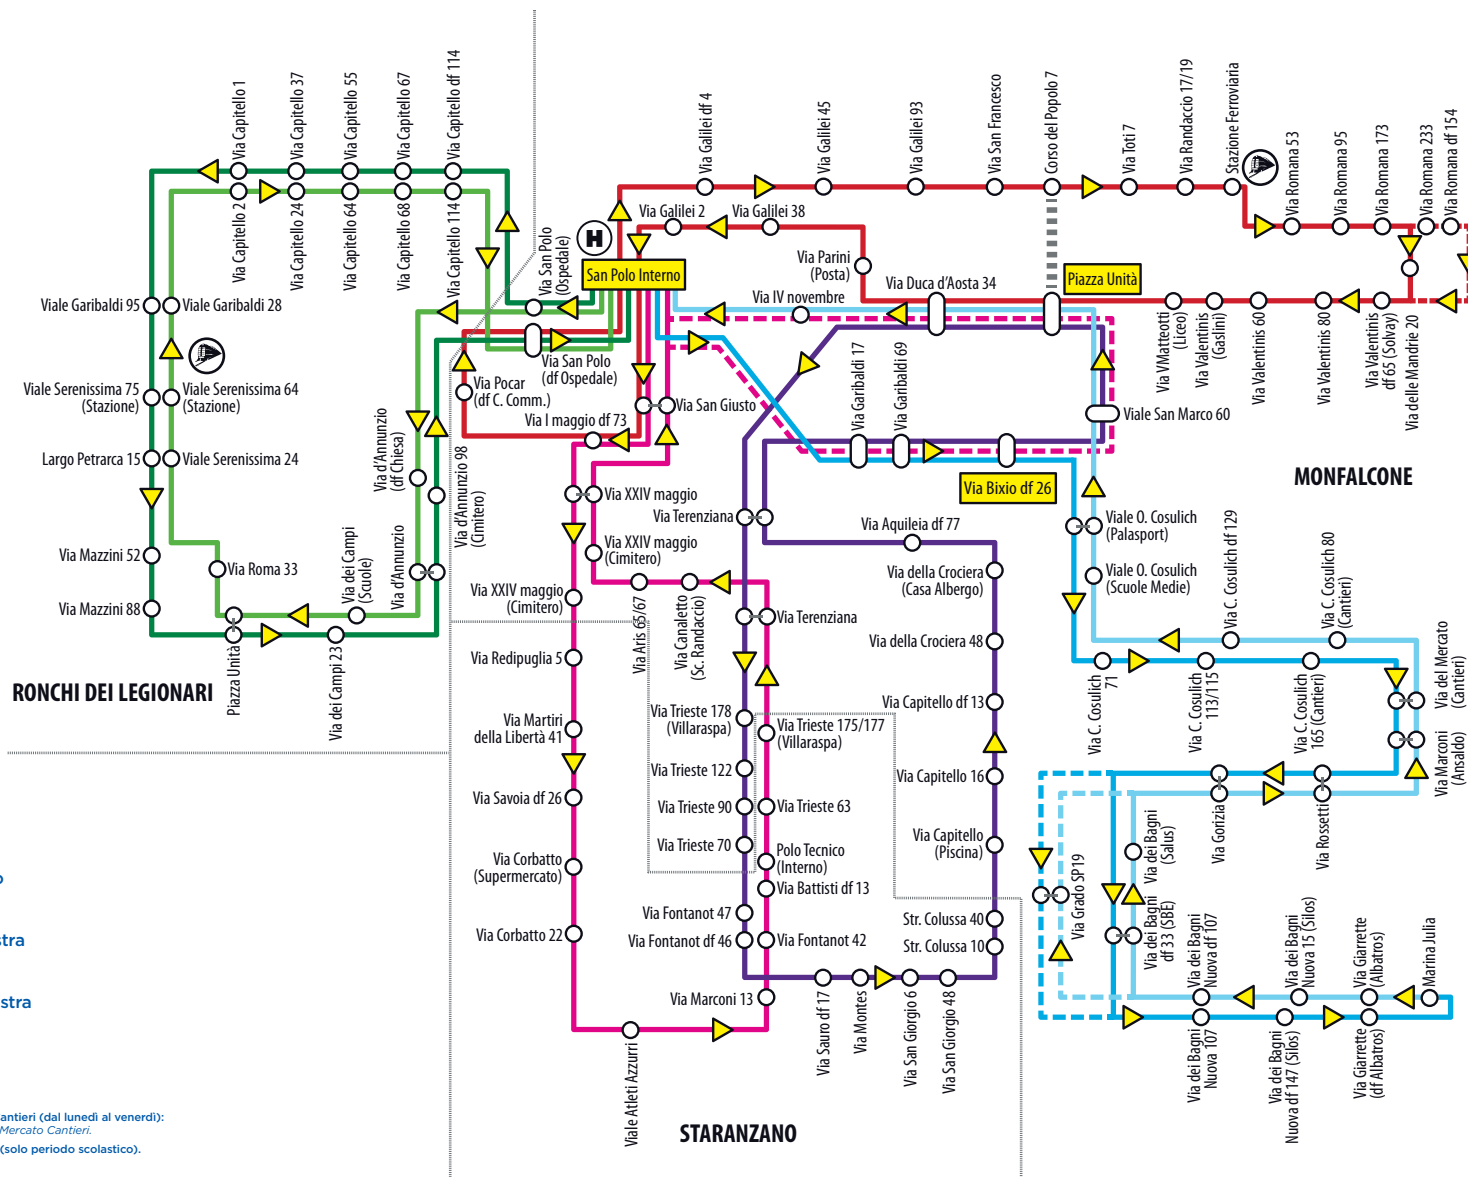 Via Capitello 1
Via Capitello 37
Via Capitello 55
Via Capitello 67
Via Capitello df 114
Via Capitello 2
Via Capitello 24
Via Capitello 64
Via Capitello 68
Via Capitello 114
Viale Garibaldi 95
Viale Garibaldi 28
Viale Serenissima 75
(Stazione)
Viale Serenissima 64
(Stazione)
Largo Petrarca 15
Viale Serenissima 24
Via Mazzini 52
Via Roma 33
Via Mazzini 88
Piazza Unità
Via dei Campi 23
Via dei Campi
(Scuole)
Via d'Annunzio
Via d'Annunzio
(df Chiesa)
Via d'Annunzio 98
(Cimitero)
RONCHI DEI LEGIONARI
Via San Polo
(Ospedale)
H
San Polo Interno
Via San Polo
(df Ospedale)
Via Pocar
(df C. Comm.)
Via I maggio df 73
Via San Giusto
Via Galilei df 4
Via Galilei 45
Via Galilei 93
Via San Francesco
Corso del Popolo 7
Via Toti 7
Via Randaccio 17/19
Stazione Ferroviaria
Via Romana 53
Via Romana 95
Via Romana 173
Via Romana 233
Via Romana df 154
Via Galilei 2
Via Galilei 38
Via Parini
(Posta)
Via IV novembre
Via Duca d'Aosta 34
Piazza Unità
Via VMatteotti
(Liceo)
Via Valentinis
(Gaslini)
Via Valentinis 60
Via Valentinis 80
Via Valentinis
df 65 (Solvay)
Via delle Mandrie 20
Via Garibaldi 17
Via Garibaldi 69
Viale San Marco 60
Via Bixio df 26
MONFALCONE
Via XXIV maggio
Via XXIV maggio
(Cimitero)
Via XXIV maggio
(Cimitero)
Via Aris 65/67
Via Canaletto
(Sc. Randaccio)
Via Terenziana
Via Terenziana
Via Aquileia df 77
Via della Crociera
(Casa Albergo)
Via della Crociera 48
Via Capitello df 13
Via Capitello 16
Via Capitello
(Piscina)
Str. Colussa 40
Str. Colussa 10
Via Redipuglia 5
Via Martiri
della Libertà 41
Via Savoia df 26
Via Corbatto
(Supermercato)
Via Corbatto 22
Viale Atleti Azzurri
Via Trieste 178
(Villaraspa)
Via Trieste 175/177
(Villaraspa)
Via Trieste 122
Via Trieste 90
Via Trieste 63
Via Trieste 70
Polo Tecnico
(Interno)
Via Battisti df 13
Via Fontanot 47
Via Fontanot df 46
Via Fontanot 42
Via Marconi 13
Via Sauro df 17
Via Montes
Via San Giorgio 6
Via San Giorgio 48
STARANZANO
Viale O. Cosulich
(Palasport)
Viale O. Cosulich
(Scuole Medie)
Via C. Cosulich df 129
Via C. Cosulich 80
(Cantieri)
Via C. Cosulich
71
Via C. Cosulich
113/115
Via C. Cosulich
165 (Cantieri)
Via del Mercato
(Cantieri)
Via Marconi
(Ansaldo)
Via Gorizia
Via Rossetti
Via dei Bagni
(Salus)
Via Grado SP19
Via dei Bagni
df 33 (SBE)
Via dei Bagni
Nuova df 107
Via dei Bagni
Nuova 15 (Silos)
Via Giarrette
(Albatros)
Marina Julia
Via dei Bagni
Nuova 107
Via dei Bagni
Nuova df 147 (Silos)
Via Giarrette
(df Albatros)
o
stra
stra
antieri (dal lunedì al venerdì):
Mercato Cantieri.
(solo periodo scolastico).